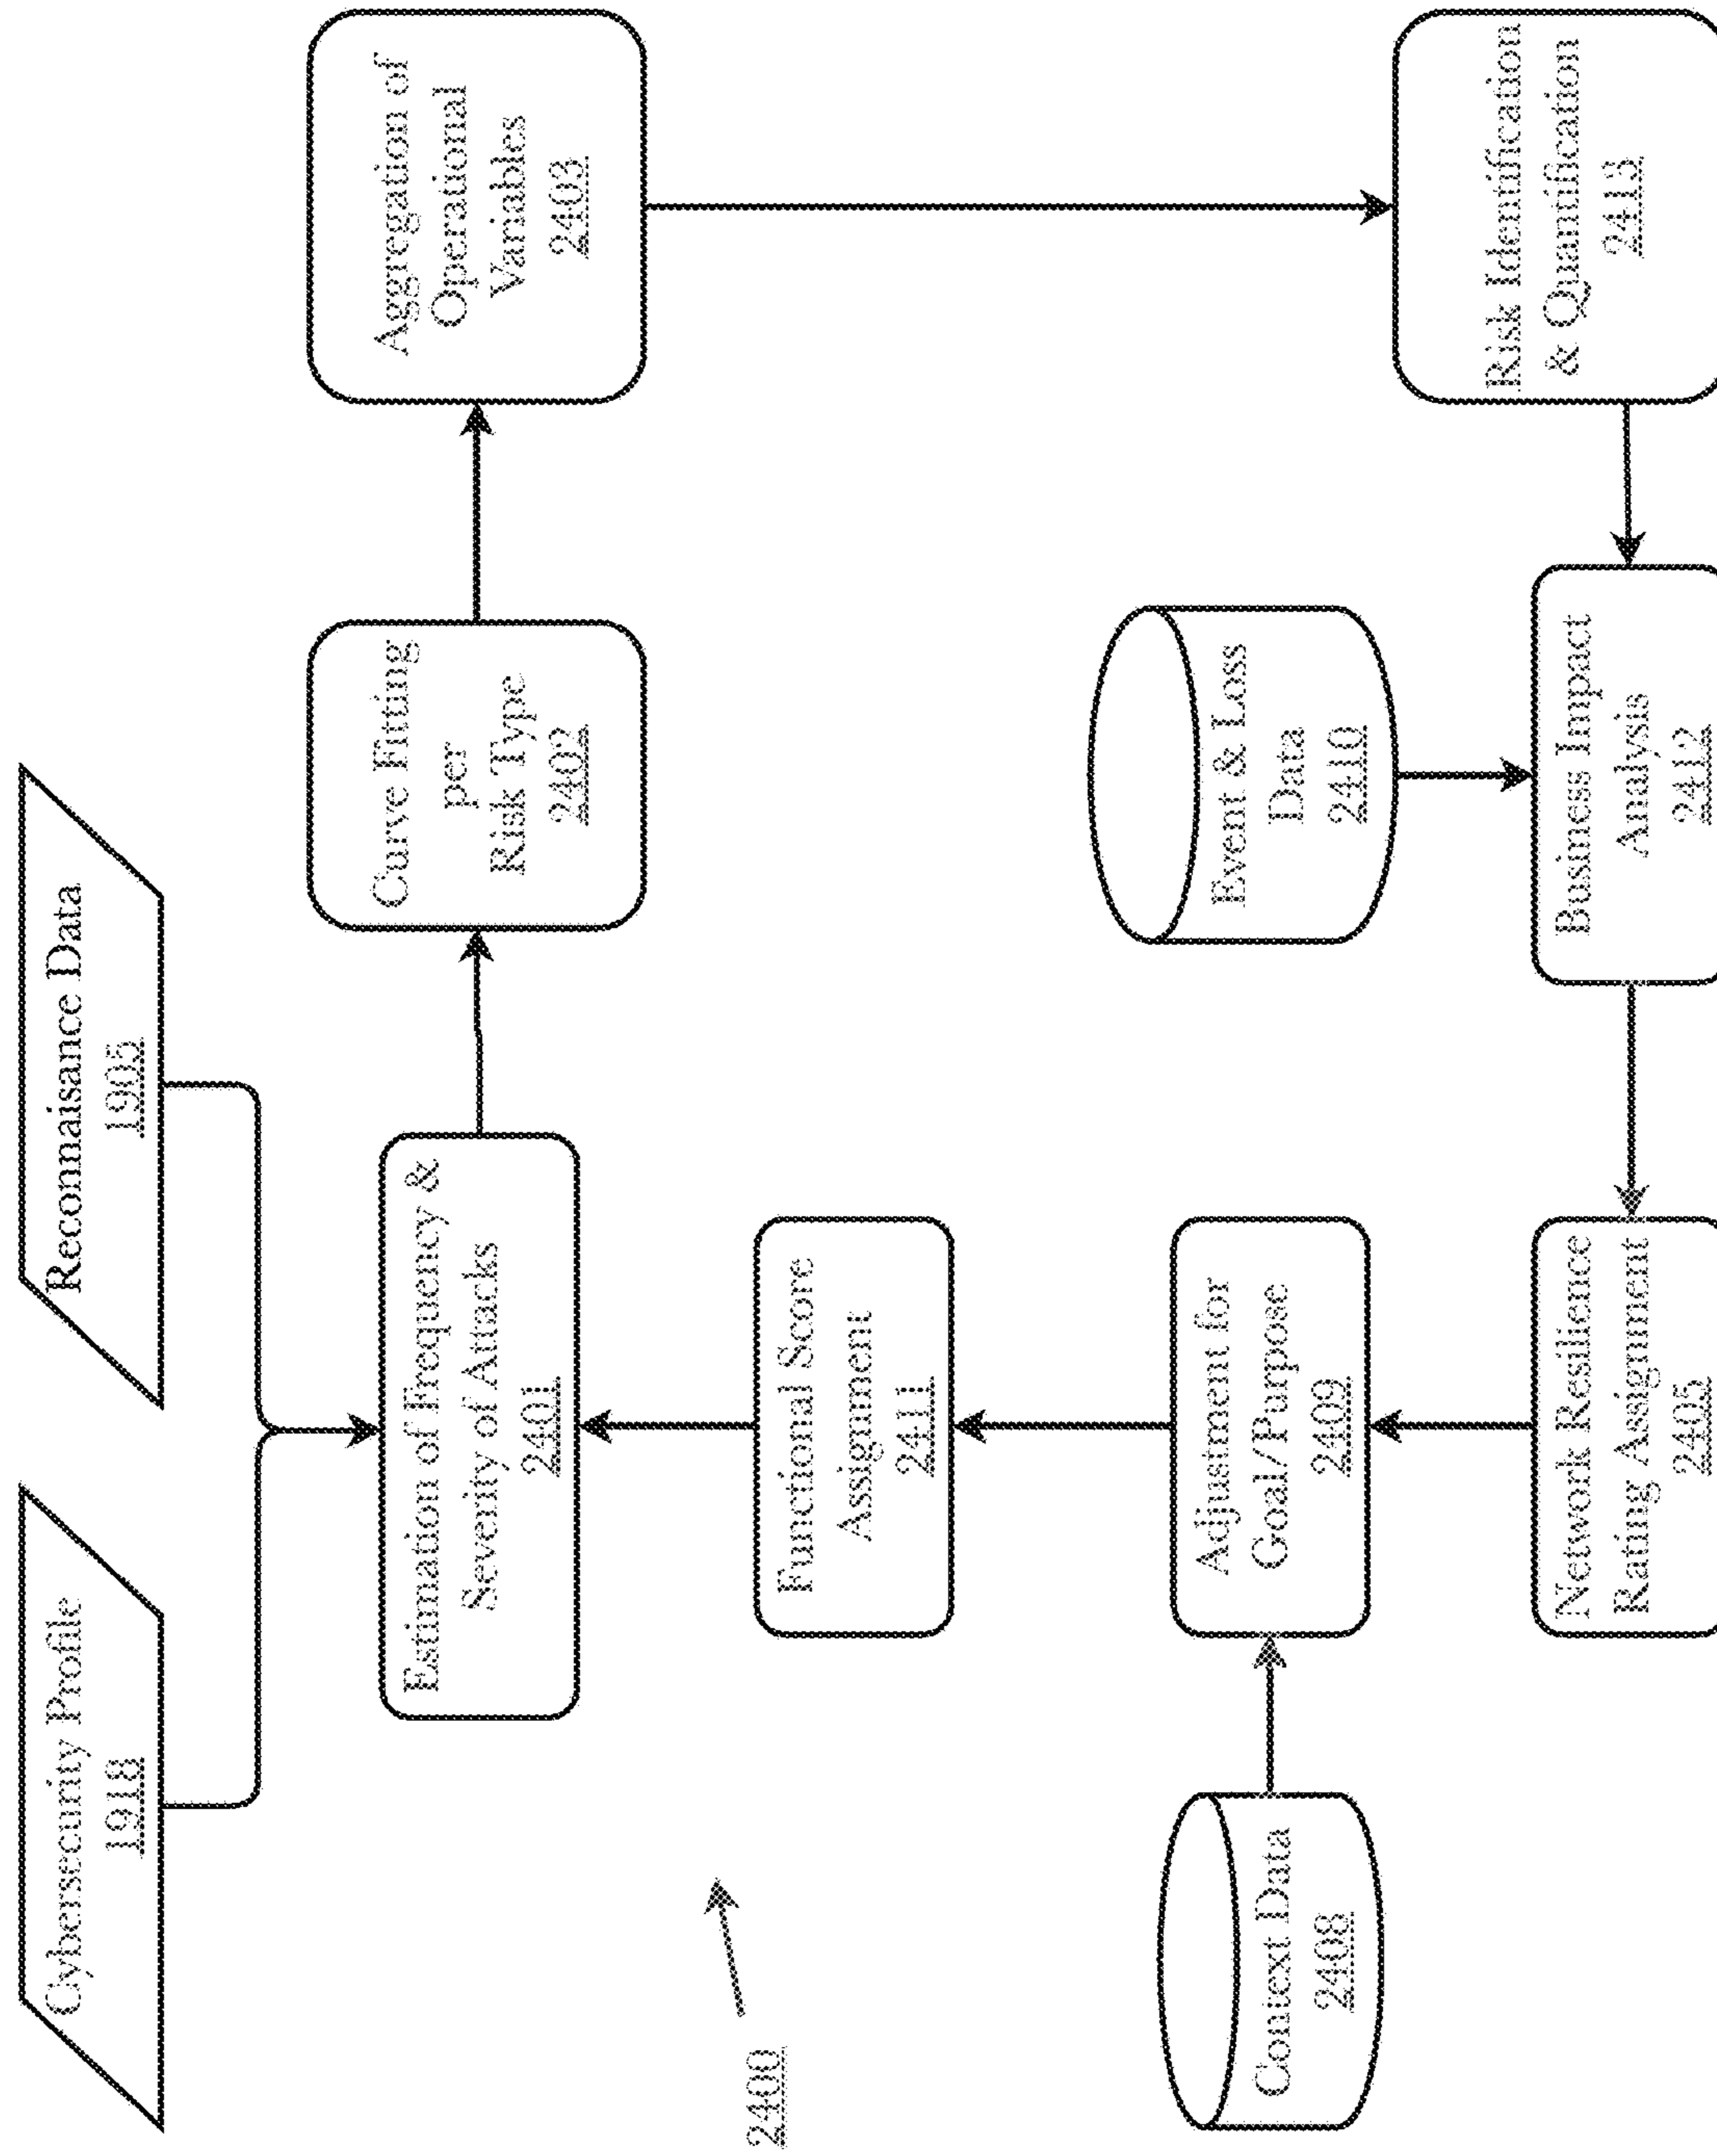 Cybersecurity Profile
1918
Reconnaisance Data
1905
Estimation of Frequency &
Severity of Attacks
2401
Curve Fitting
per
Risk Type
2402
Aggregation of
Operational
Variables
2403
2400
Functional Score
Assignment
2411
Context Data
2408
Adjustment for
Goal/Purpose
2409
Event & Loss
Data
2410
Network Resilience
Rating Assignment
2405
Business Impact
Analysis
2412
Risk Identification
& Quantification
2413